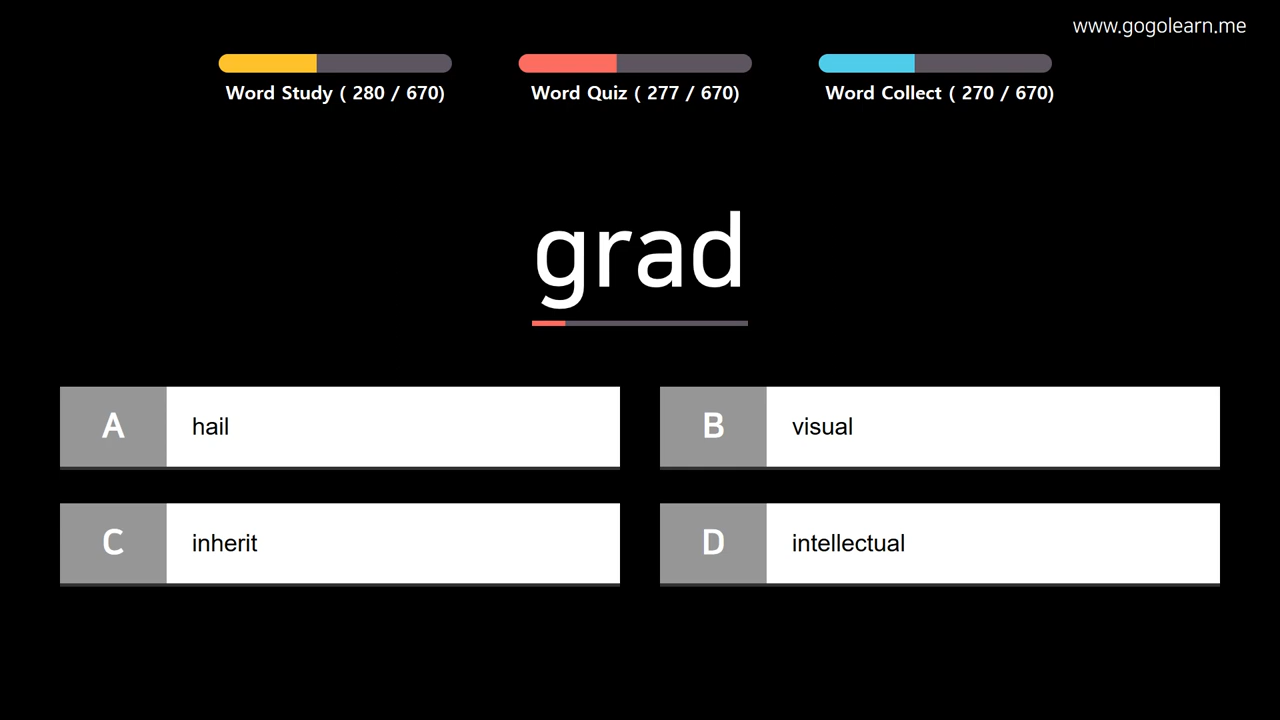 www.gogolearn.me
Word Study ( 280 / 670)
Word Quiz ( 277 / 670)
Word Collect ( 270 / 670)
grad
A hail
B visual
C inherit
D intellectual